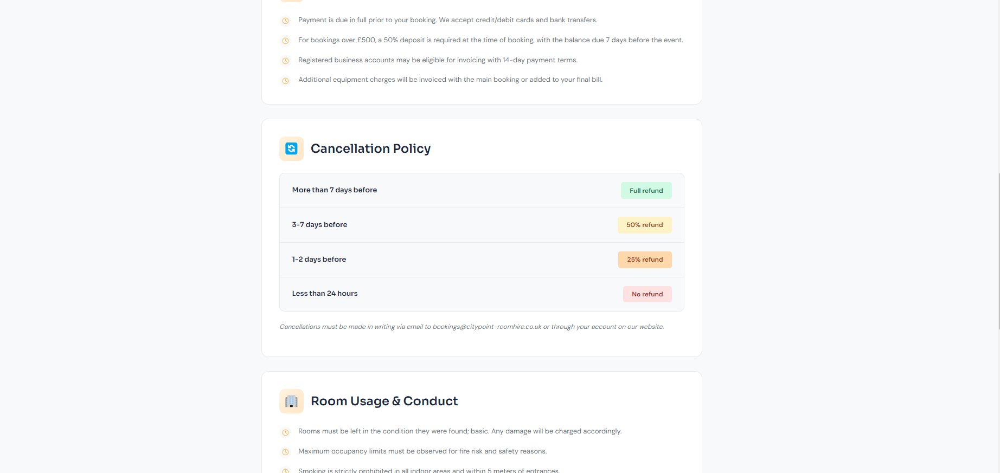 Payment is due in full prior to your booking. We accept credit/debit cards and bank transfers.
For bookings over £500, a 50% deposit is required at the time of booking, with the balance due 7 days before the event.
Registered business accounts may be eligible for invoicing with 14-day payment terms.
Additional equipment charges will be invoiced with the main booking or added to your final bill.
Cancellation Policy
More than 7 days before
Full refund
3-7 days before
50% refund
1-2 days before
25% refund
Less than 24 hours
No refund
Cancellations must be made in writing via email to bookings@citypoint-roomhire.co.uk or through your account on our website.
Room Usage & Conduct
Rooms must be left in the condition they were found; basic. Any damage will be charged accordingly.
Maximum occupancy limits must be observed for fire risk and safety reasons.
Smoking is strictly prohibited in all indoor areas and within 5 meters of entrances.